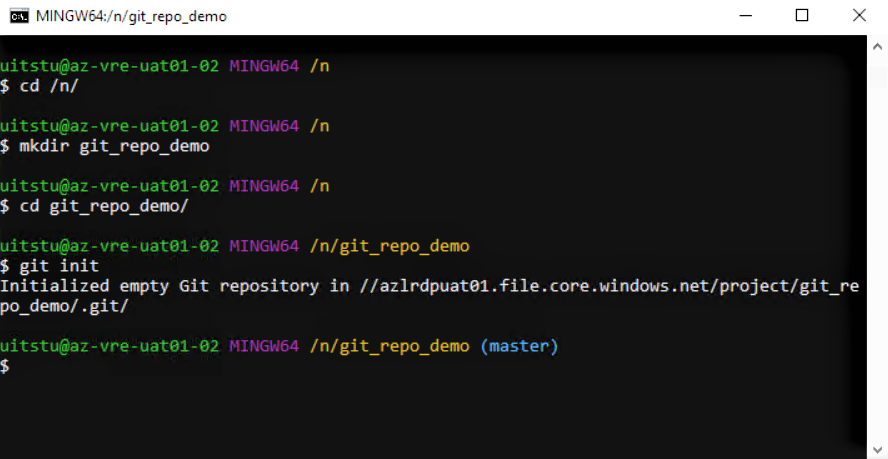 MINGW64:/n/git_repo_demo
uitstu@az-vre-uat01-02 MINGW64 /n
$ cd /n/
uitstu@az-vre-uat01-02 MINGW64 /n
$ mkdir git_repo_demo
uitstu@az-vre-uat01-02 MINGW64 /n
$ cd git_repo_demo/
uitstu@az-vre-uat01-02 MINGW64 /n/git_repo_demo
$ git init
Initialized empty Git repository in //azlrdpuat01.file.core.windows.net/project/git_re
po_demo/.git/
uitstu@az-vre-uat01-02 MINGW64 /n/git_repo_demo (master)
$